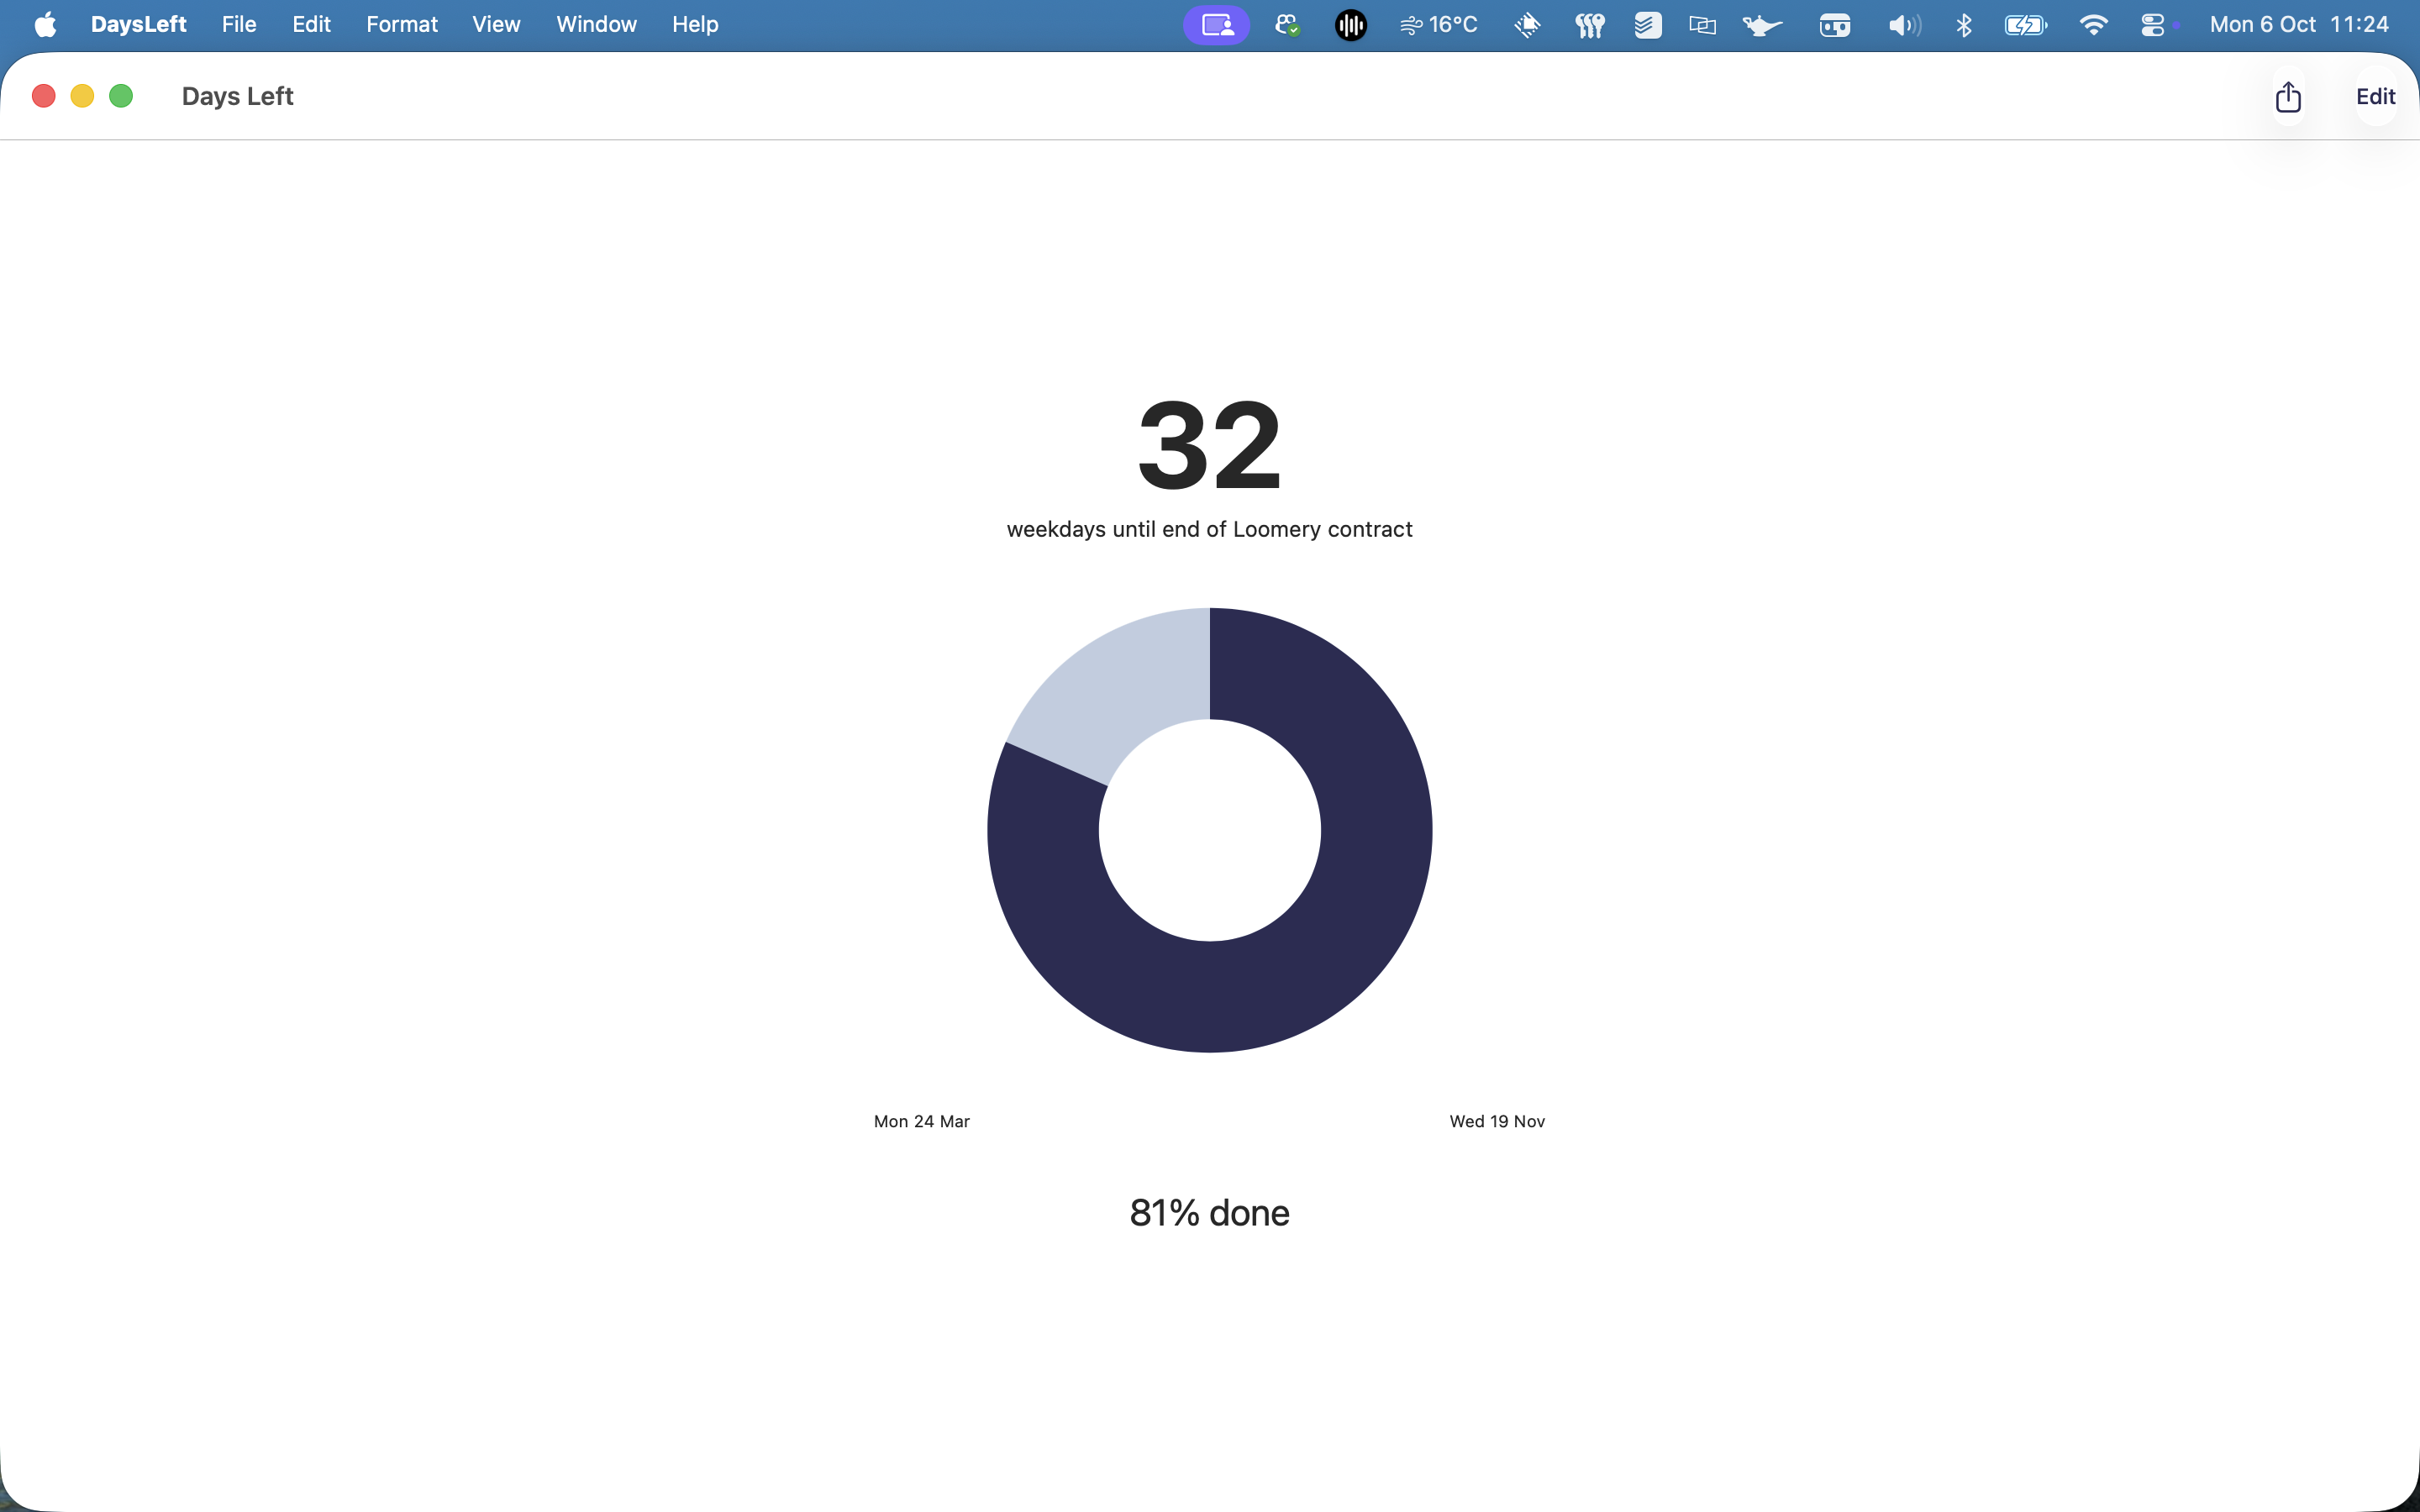 DaysLeft File Edit Format View Window Help 16°C Mon 6 Oct 11:24
Days Left Edit
32
weekdays until end of Loomery contract
Mon 24 Mar Wed 19 Nov
81% done